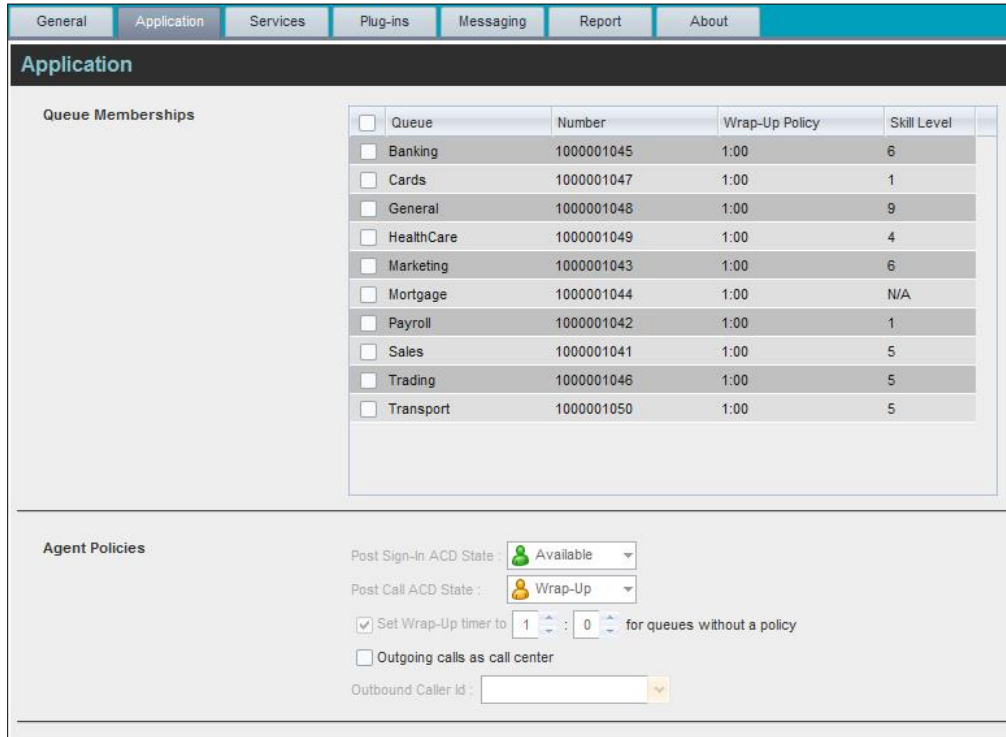 General Application Services Plug-ins Messaging Report About
Application
Queue Memberships
Queue Number Wrap-Up Policy Skill Level
Banking 1000001045 1:00 6
Cards 1000001047 1:00 1
General 1000001048 1:00 9
HealthCare 1000001049 1:00 4
Marketing 1000001043 1:00 6
Mortgage 1000001044 1:00 N/A
Payroll 1000001042 1:00 1
Sales 1000001041 1:00 5
Trading 1000001046 1:00 5
Transport 1000001050 1:00 5
Agent Policies
Post Sign-In ACD State : Available
Post Call ACD State : Wrap-Up
Set Wrap-Up timer to 1 : 0 for queues without a policy
Outgoing calls as call center
Outbound Caller Id :